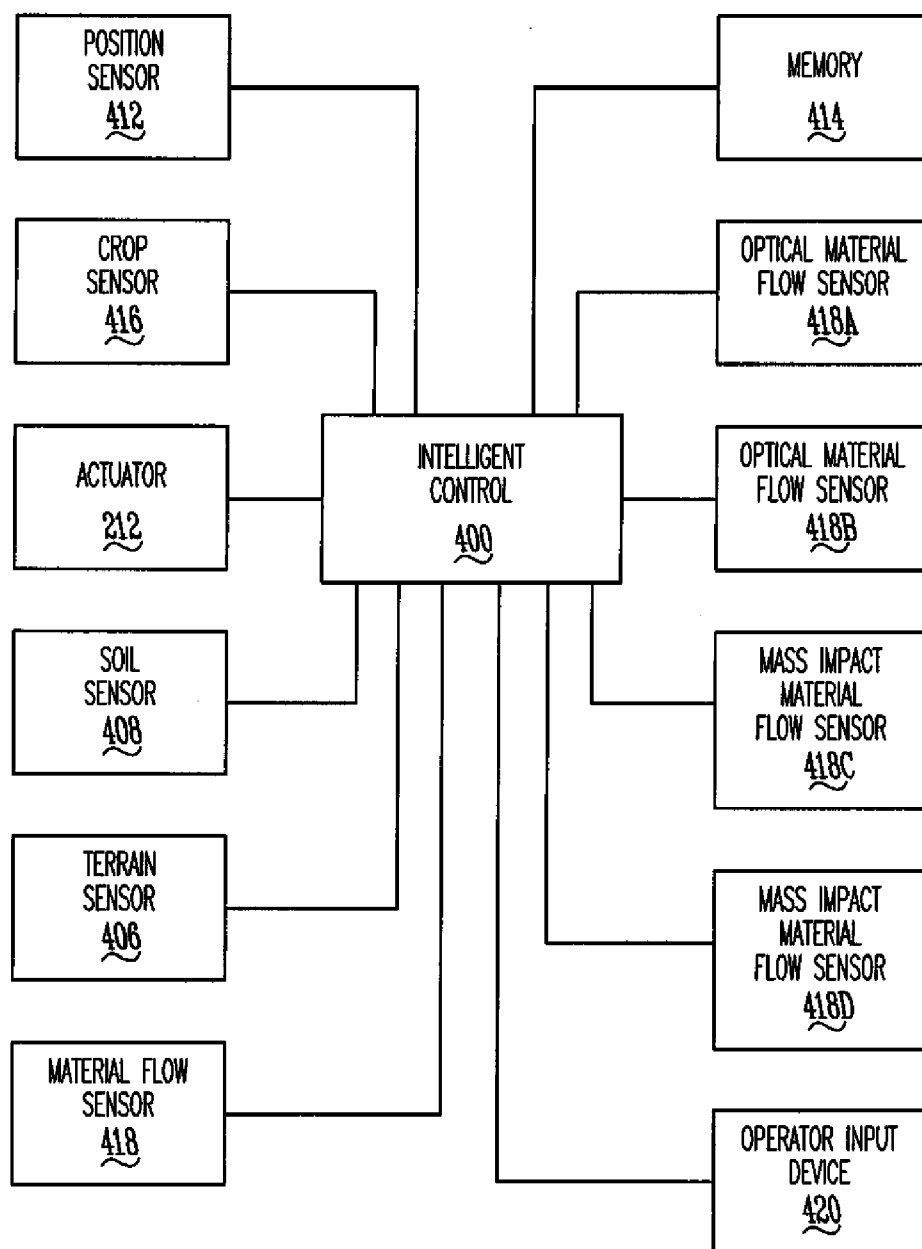 POSITION
SENSOR
412
MEMORY
414
CROP
SENSOR
416
OPTICAL MATERIAL
FLOW SENSOR
418A
ACTUATOR
212
INTELLIGENT
CONTROL
400
OPTICAL MATERIAL
FLOW SENSOR
418B
SOIL
SENSOR
408
MASS IMPACT
MATERIAL
FLOW SENSOR
418C
TERRAIN
SENSOR
406
MASS IMPACT
MATERIAL
FLOW SENSOR
418D
MATERIAL FLOW
SENSOR
418
OPERATOR INPUT
DEVICE
420